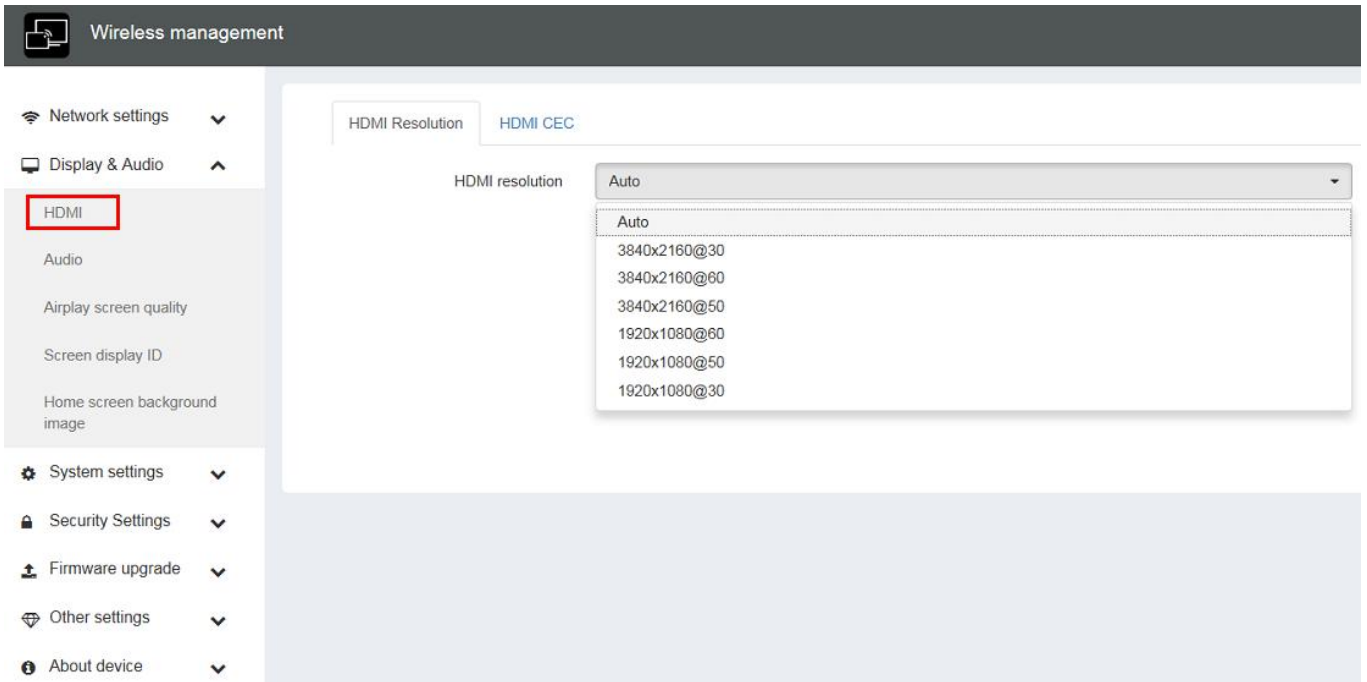 Wireless management
Network settings
Display & Audio
HDMI
Audio
Airplay screen quality
Screen display ID
Home screen background
image
System settings
Security Settings
Firmware upgrade
Other settings
About device
HDMI Resolution
HDMI CEC
HDMI resolution
Auto
Auto
3840x2160@30
3840x2160@60
3840x2160@50
1920x1080@60
1920x1080@50
1920x1080@30